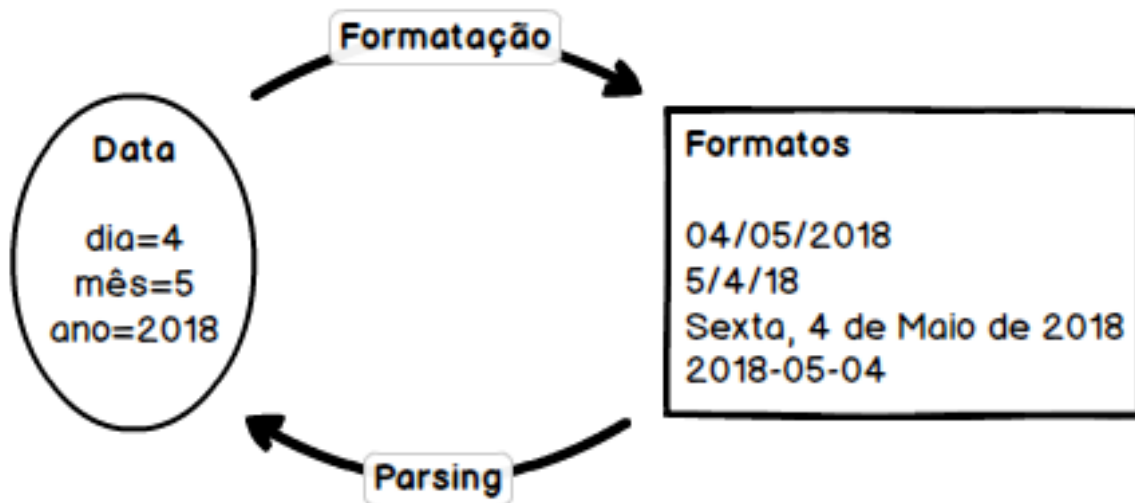 Formatação
Data
dia=4
mês=5
ano=2018
Formatos
04/05/2018
5/4/18
Sexta, 4 de Maio de 2018
2018-05-04
Parsing